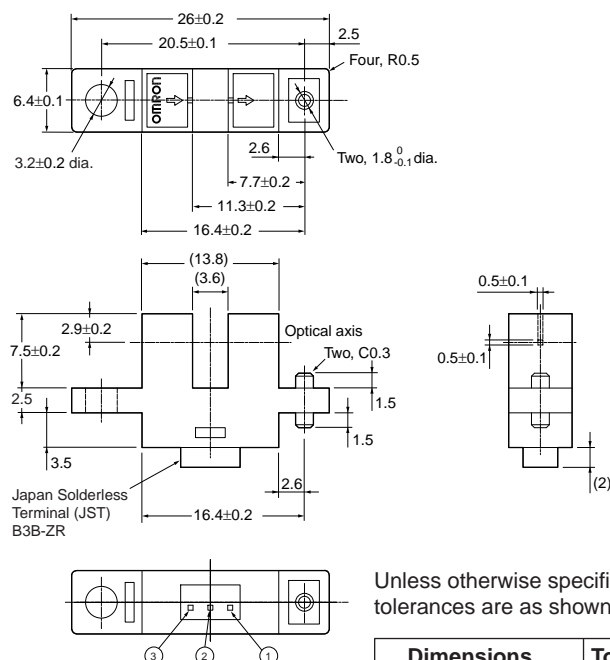 26±0.2
20.5±0.1
2.5
Four, R0.5
6.4±0.1
OMRON
3.2±0.2 dia.
2.6
Two, 1.8 0 -0.1 dia.
7.7±0.2
11.3±0.2
16.4±0.2
(13.8)
(3.6)
0.5±0.1
2.9±0.2
Optical axis
7.5±0.2
Two, C0.3
0.5±0.1
2.5
1.5
1.5
3.5
(2)
2.6
Japan Solderless
Terminal (JST)
B3B-ZR
16.4±0.2
Unless otherwise specifi
tolerances are as shown
3 2 1
Dimensions To